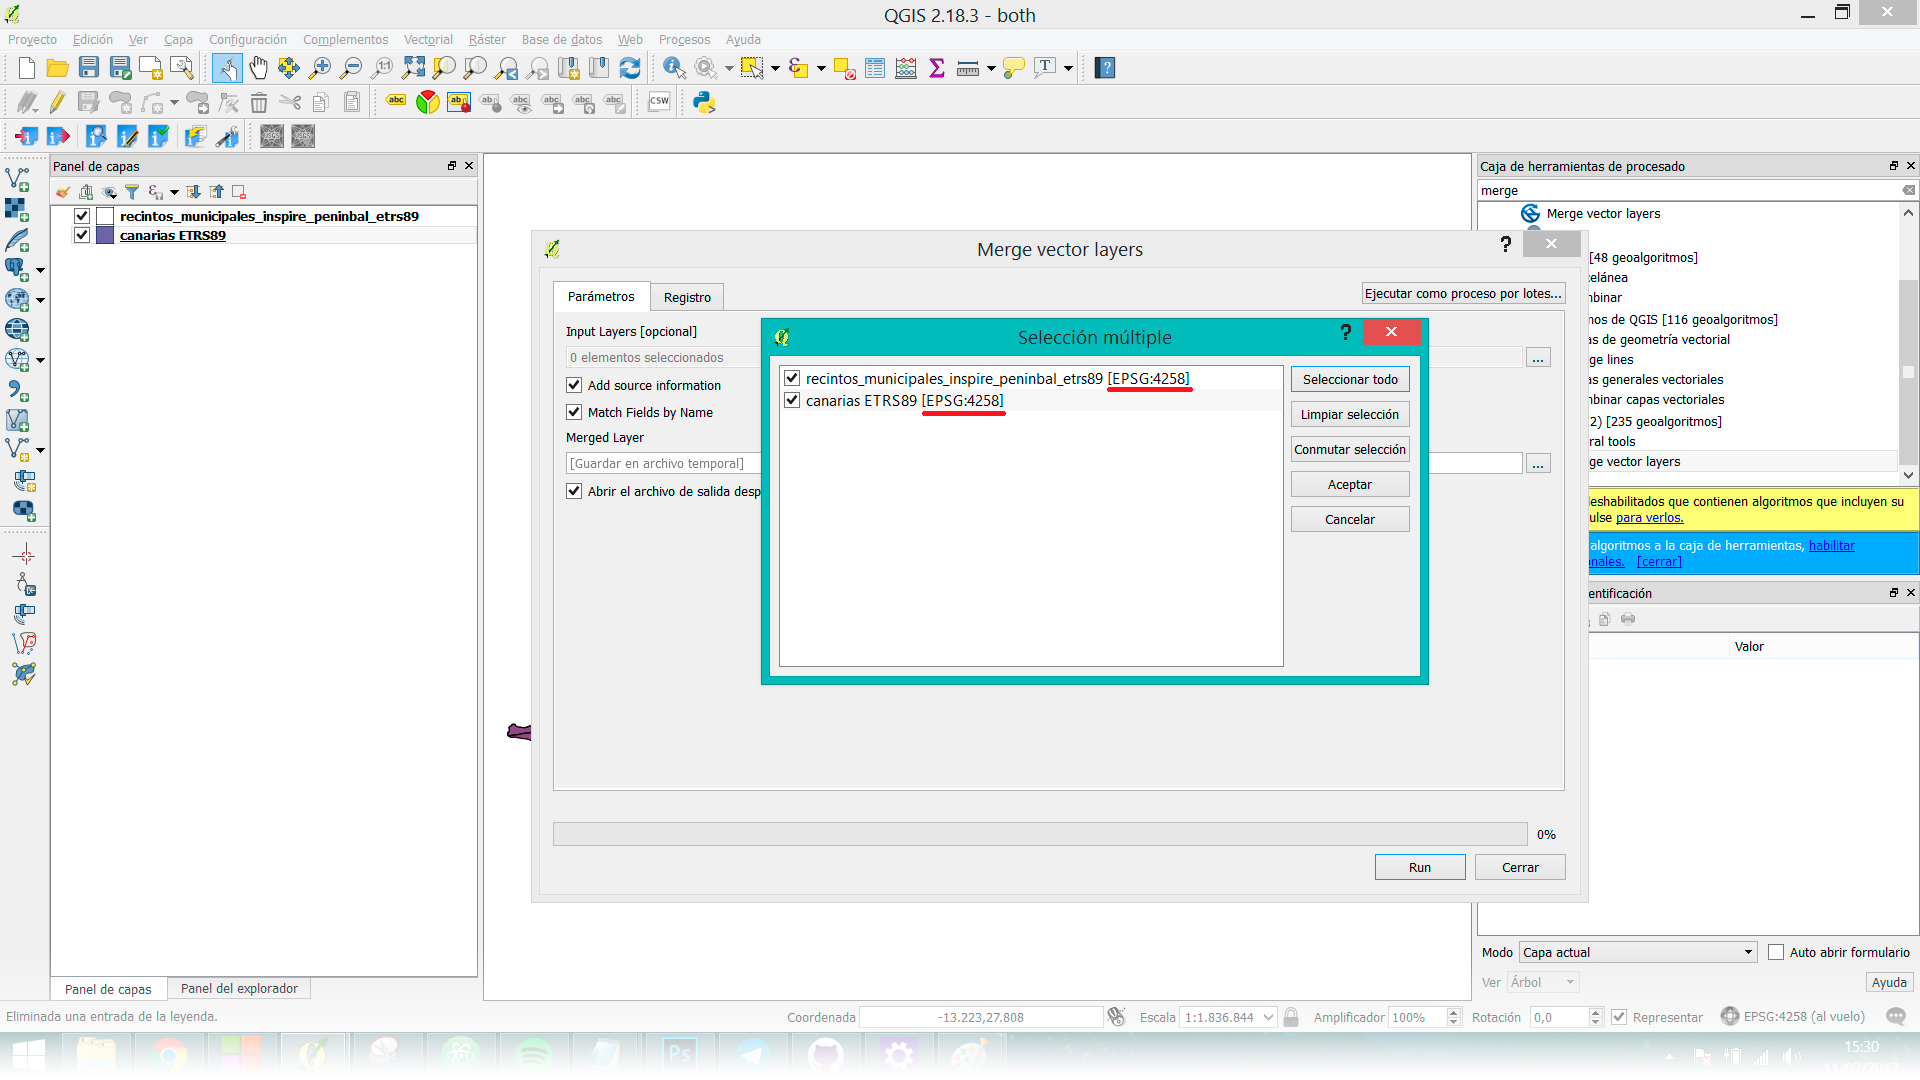 QGIS 2.18.3 - both
Proyecto Edición Ver Capa Configuración Complementos Vectorial Ráster Base de datos Web Procesos Ayuda
Panel de capas
recintos_municipales_inspire_peninbal_etrs89
canarias ETRS89
Caja de herramientas de procesado
merge
Merge vector layers
[48 geoalgoritmos]
celánea
binar
mos de QGIS [116 geoalgoritmos]
as de geometría vectorial
ge lines
as generales vectoriales
nbinar capas vectoriales
2) [235 geoalgoritmos]
ral tools
ge vector layers
eshabilitados que contienen algoritmos que incluyen su
ulse para verlos.
algoritmos a la caja de herramientas, habilitar
onales. [cerrar]
entificación
Valor
Merge vector layers
?
Parámetros Registro
Ejecutar como proceso por lotes...
Input Layers [opcional]
0 elementos seleccionados
...
Add source information
Match Fields by Name
Merged Layer
[Guardar en archivo temporal]
...
Abrir el archivo de salida desp
Selección múltiple
?
recintos_municipales_inspire_peninbal_etrs89 [EPSG:4258]
canarias ETRS89 [EPSG:4258]
Seleccionar todo
Limpiar selección
Conmutar selección
Aceptar
Cancelar
0%
Run Cerrar
Modo Capa actual Auto abrir formulario
Ver Árbol Ayuda
Panel de capas Panel del explorador
Eliminada una entrada de la leyenda. Coordenada -13.223,27.808 Escala 1:1.836.844 Amplificador 100% Rotación 0,0 Representar EPSG:4258 (al vuelo)
Ps
15:30
11/02/2017